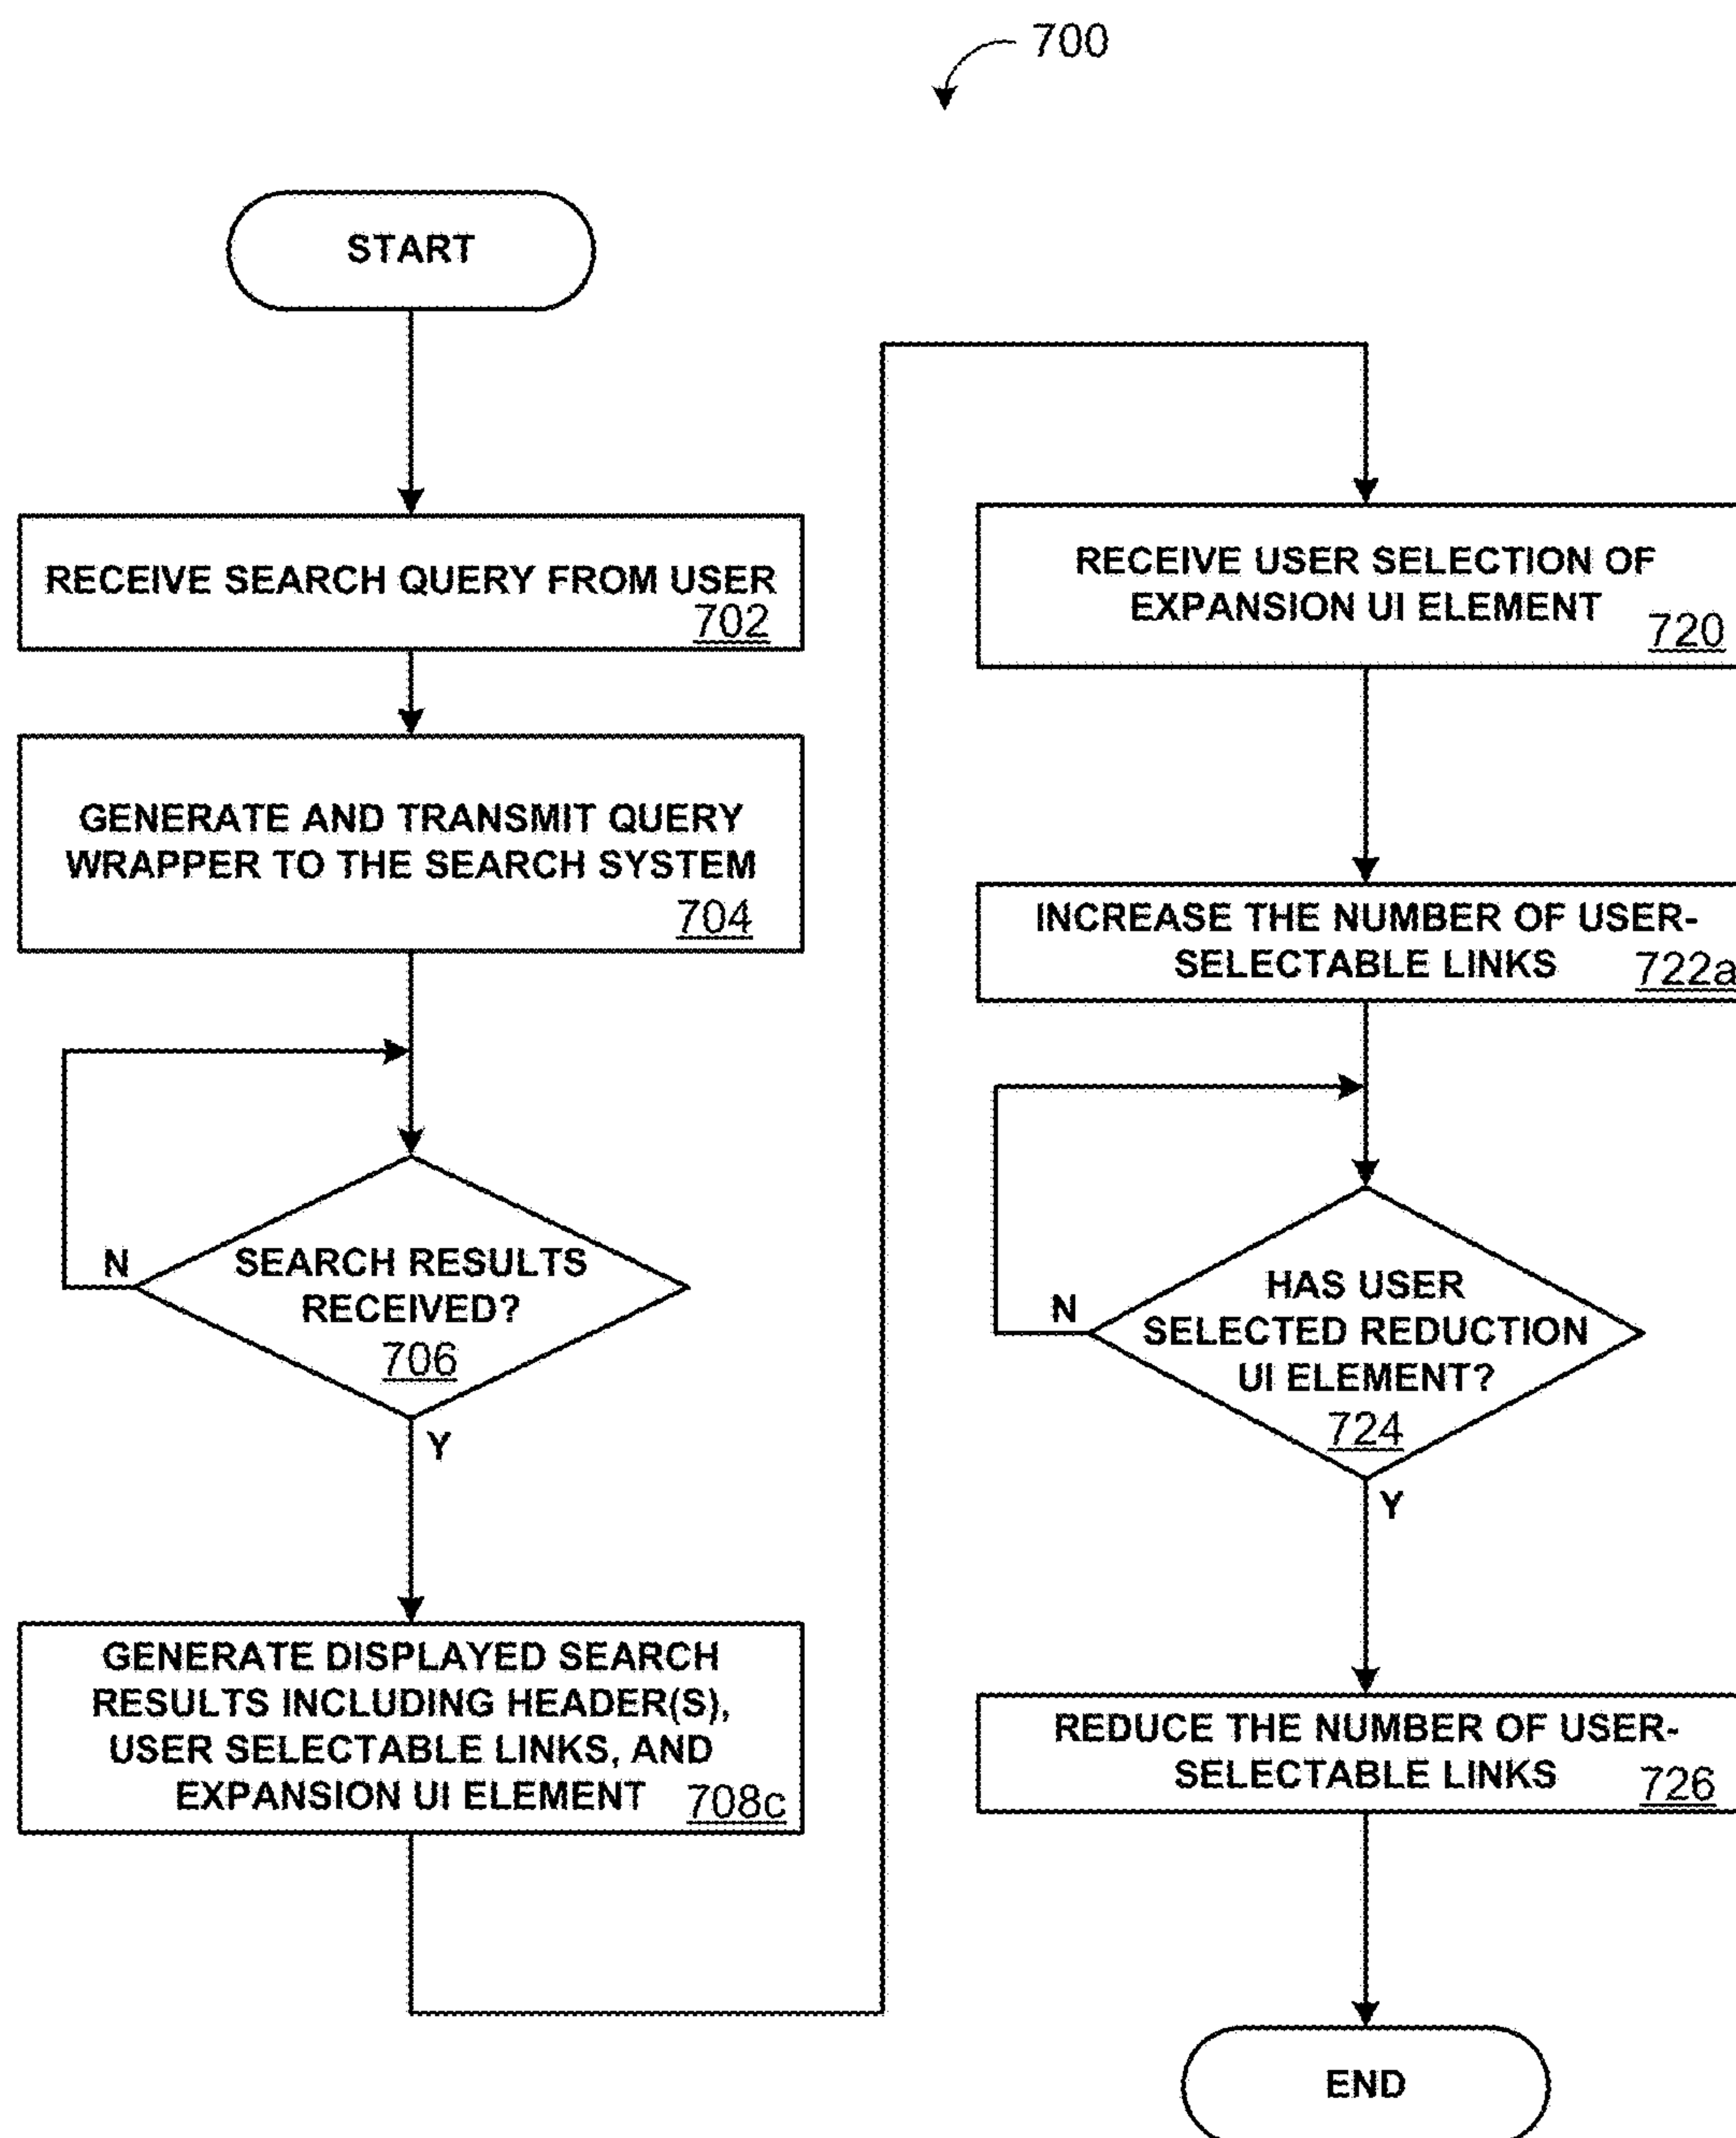 700
START
RECEIVE SEARCH QUERY FROM USER
702
GENERATE AND TRANSMIT QUERY
WRAPPER TO THE SEARCH SYSTEM
704
N
SEARCH RESULTS
RECEIVED?
706
Y
GENERATE DISPLAYED SEARCH
RESULTS INCLUDING HEADER(S),
USER SELECTABLE LINKS, AND
EXPANSION UI ELEMENT 708c
RECEIVE USER SELECTION OF
EXPANSION UI ELEMENT
720
INCREASE THE NUMBER OF USER-
SELECTABLE LINKS 722a
N
HAS USER
SELECTED REDUCTION
UI ELEMENT?
724
Y
REDUCE THE NUMBER OF USER-
SELECTABLE LINKS 726
END